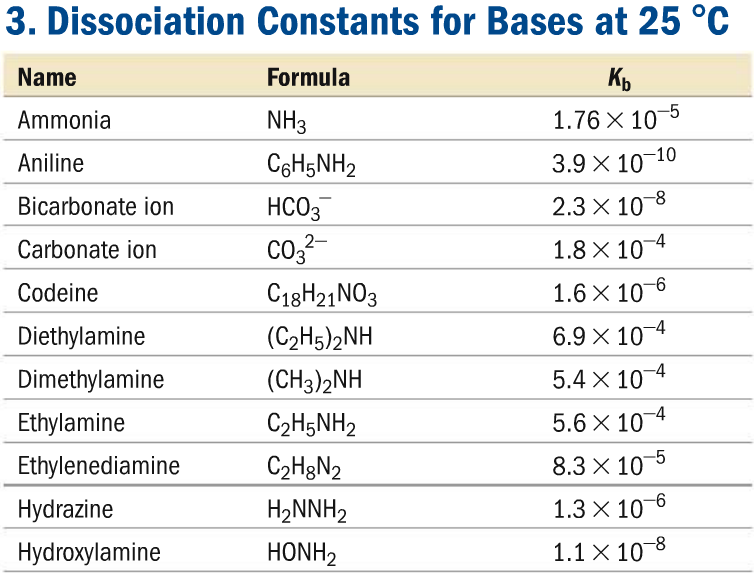 3. Dissociation Constants for Bases at 25 °C
Name Formula K_b
Ammonia NH₃ 1.76 × 10⁻⁵
Aniline C₆H₅NH₂ 3.9 × 10⁻¹⁰
Bicarbonate ion HCO₃⁻ 2.3 × 10⁻⁸
Carbonate ion CO₃²⁻ 1.8 × 10⁻⁴
Codeine C₁₈H₂₁NO₃ 1.6 × 10⁻⁶
Diethylamine (C₂H₅)₂NH 6.9 × 10⁻⁴
Dimethylamine (CH₃)₂NH 5.4 × 10⁻⁴
Ethylamine C₂H₅NH₂ 5.6 × 10⁻⁴
Ethylenediamine C₂H₈N₂ 8.3 × 10⁻⁵
Hydrazine H₂NNH₂ 1.3 × 10⁻⁶
Hydroxylamine HONH₂ 1.1 × 10⁻⁸